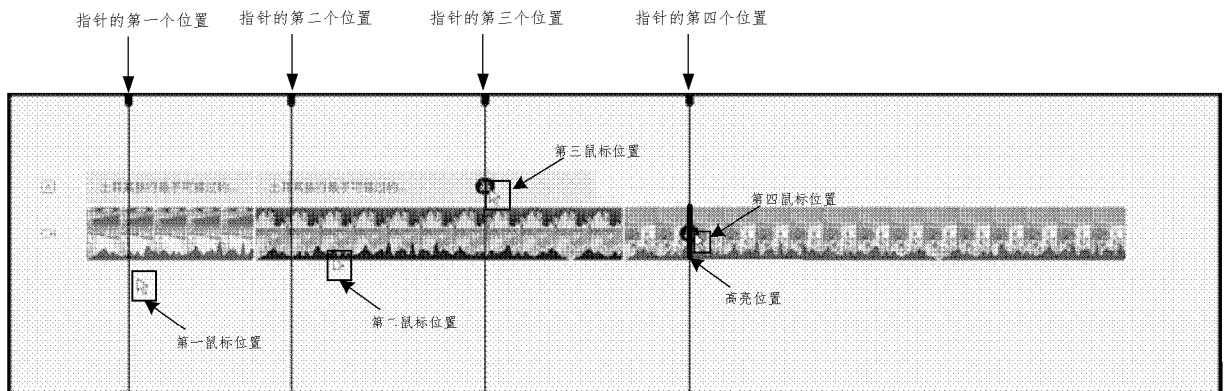 指针的第一个位置
指针的第二个位置
指针的第三个位置
指针的第四个位置
第三鼠标位置
第四鼠标位置
高亮位置
第二鼠标位置
第一鼠标位置